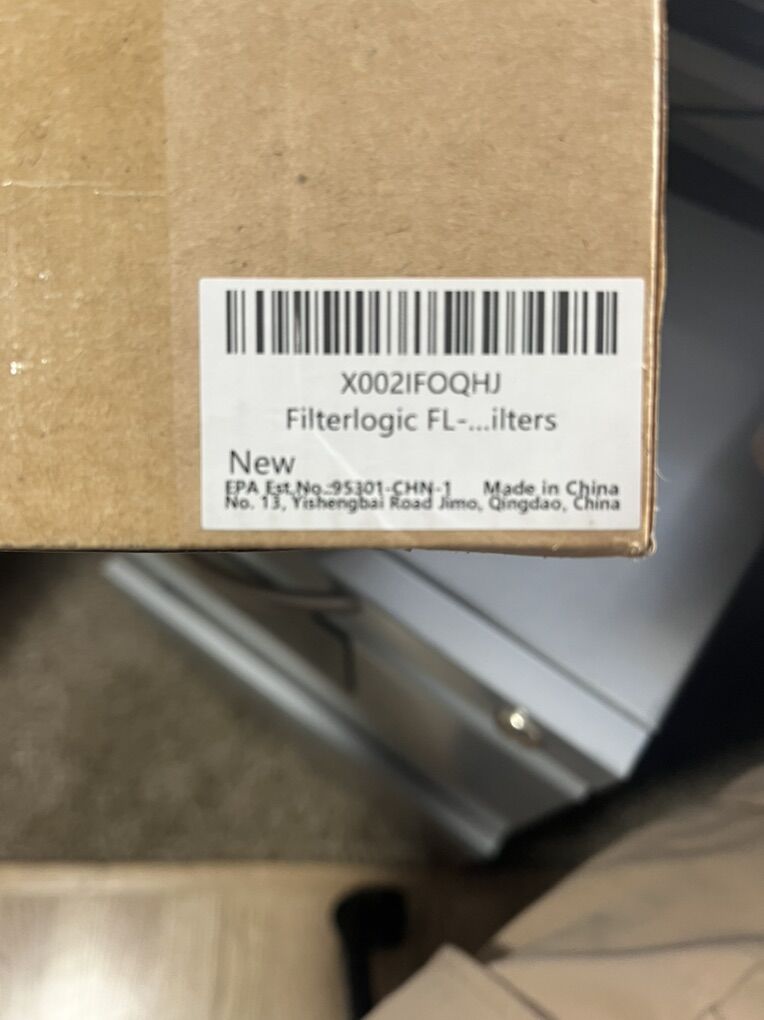 X002IFOQHJ
Filterlogic FL-...ilters
New
EPA Est.No.:95301-CHN-1 Made in China
No. 13, Yishengbai Road Jimo, Qingdao, China